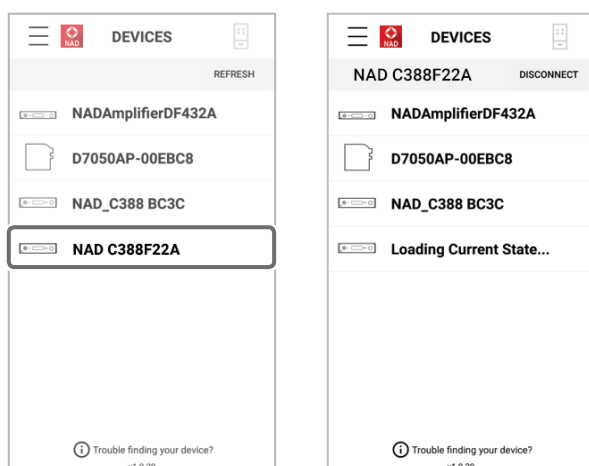 NAD DEVICES
REFRESH
NADAmplifierDF432A
D7050AP-00EBC8
NAD_C388 BC3C
NAD C388F22A
Trouble finding your device?
NAD DEVICES
NAD C388F22A DISCONNECT
NADAmplifierDF432A
D7050AP-00EBC8
NAD_C388 BC3C
Loading Current State...
Trouble finding your device?